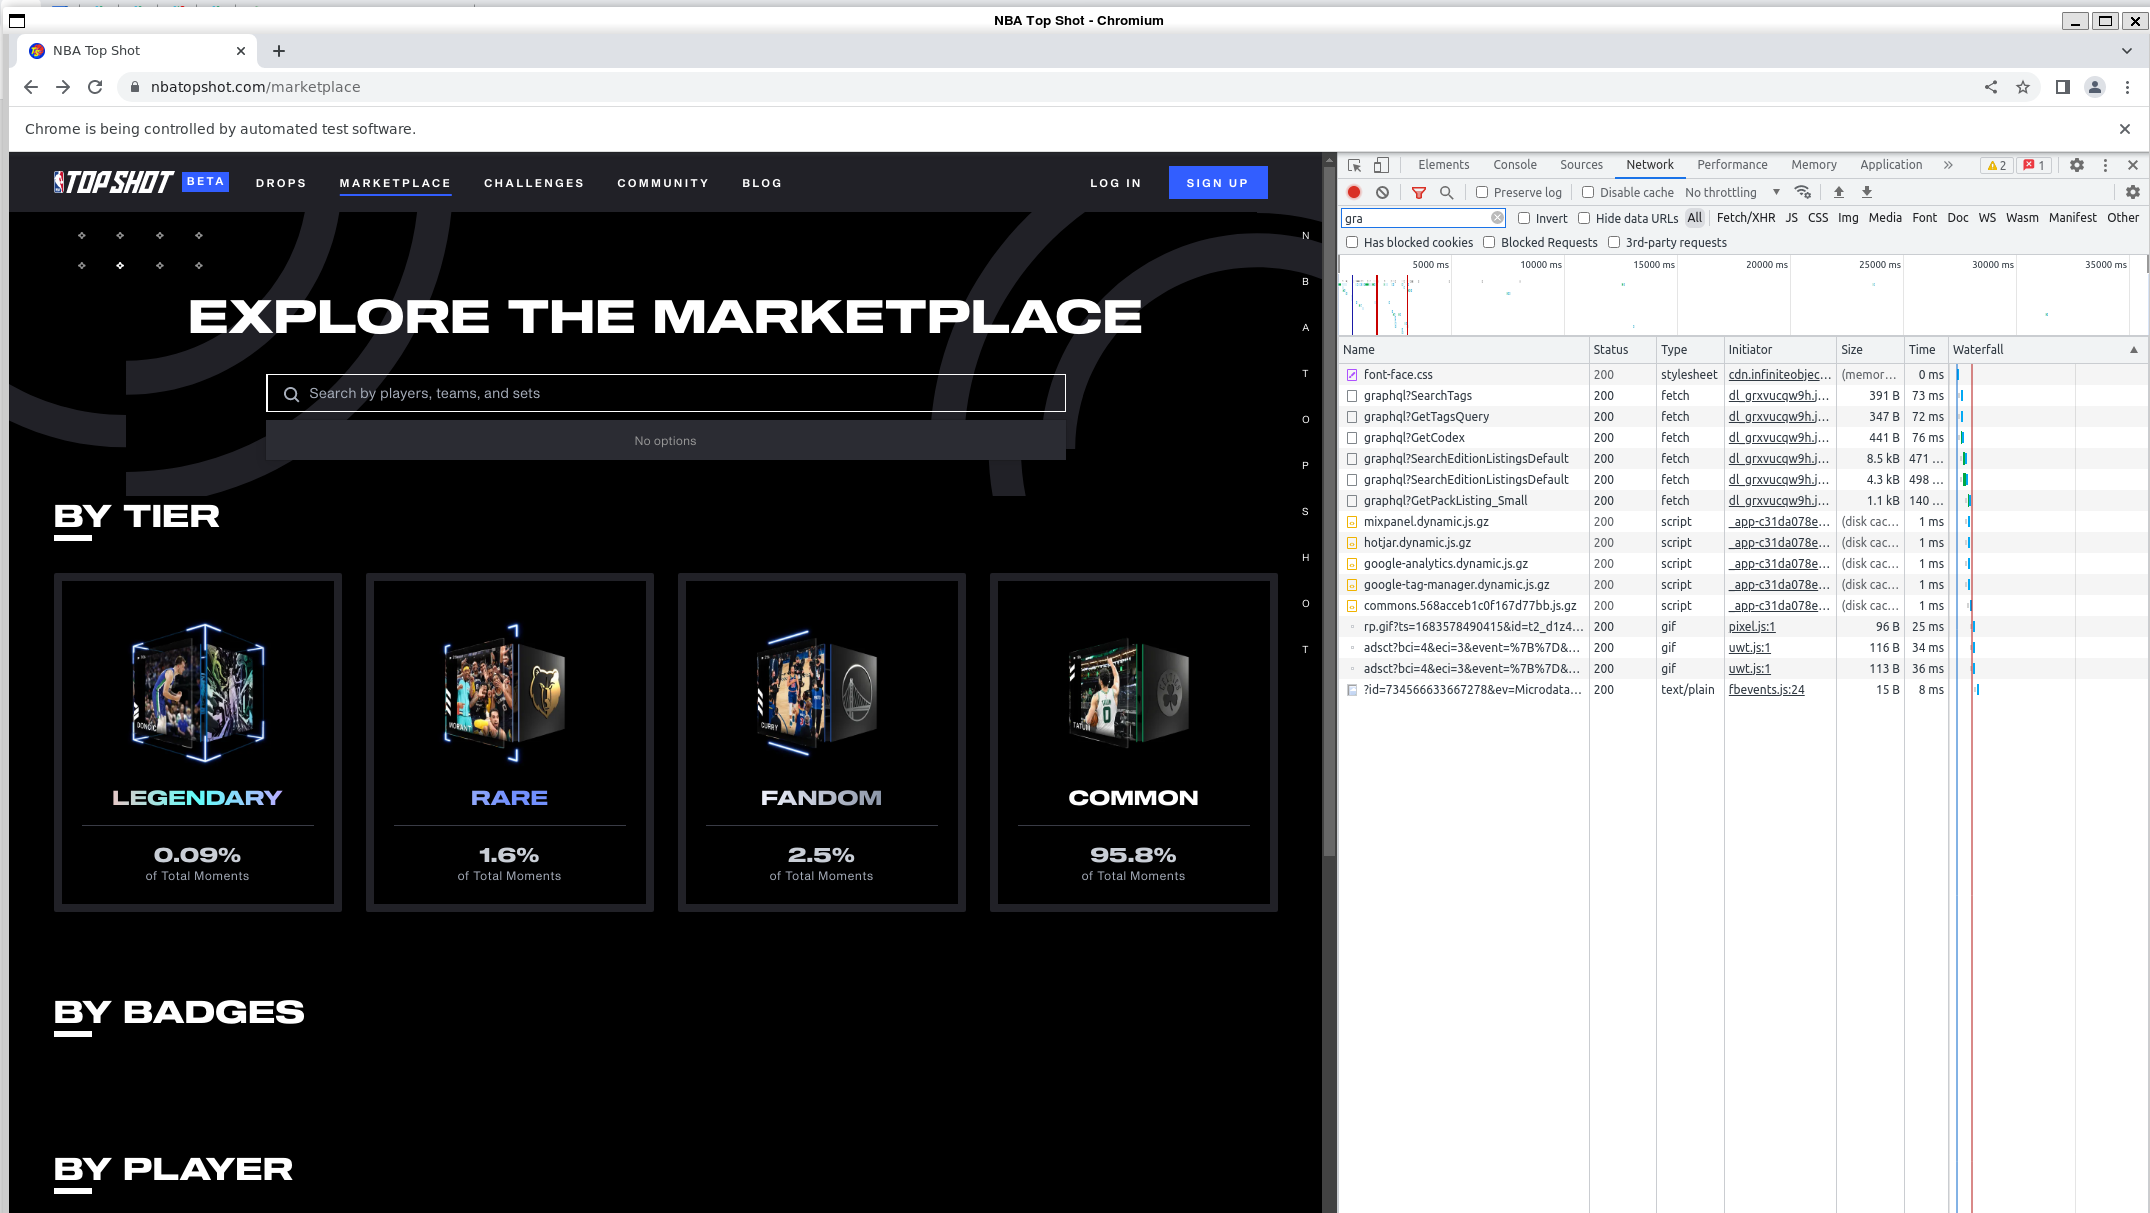 NBA Top Shot - Chromium
NBA Top Shot
nbatopshot.com/marketplace
Chrome is being controlled by automated test software.
TOP SHOT BETA DROPS MARKETPLACE CHALLENGES COMMUNITY BLOG LOG IN SIGN UP
EXPLORE THE MARKETPLACE
Search by players, teams, and sets
No options
N
B
A
T
O
P
S
H
O
T
BY TIER
LEGENDARY
0.09%
of Total Moments
RARE
1.6%
of Total Moments
CURRY
FANDOM
2.5%
of Total Moments
TATUM
COMMON
95.8%
of Total Moments
BY BADGES
BY PLAYER
Elements Console Sources Network Performance Memory Application 2 1
Preserve log Disable cache No throttling
gra Invert Hide data URLs All Fetch/XHR JS CSS Img Media Font Doc WS Wasm Manifest Other
Has blocked cookies Blocked Requests 3rd-party requests
5000 ms 10000 ms 15000 ms 20000 ms 25000 ms 30000 ms 35000 ms
Name Status Type Initiator Size Time Waterfall
font-face.css 200 stylesheet cdn.infiniteobjec... (memor... 0 ms
graphql?SearchTags 200 fetch dl_grxvucqw9h.j... 391 B 73 ms
graphql?GetTagsQuery 200 fetch dl_grxvucqw9h.j... 347 B 72 ms
graphql?GetCodex 200 fetch dl_grxvucqw9h.j... 441 B 76 ms
graphql?SearchEditionListingsDefault 200 fetch dl_grxvucqw9h.j... 8.5 kB 471 ...
graphql?SearchEditionListingsDefault 200 fetch dl_grxvucqw9h.j... 4.3 kB 498 ...
graphql?GetPackListing_Small 200 fetch dl_grxvucqw9h.j... 1.1 kB 140 ...
mixpanel.dynamic.js.gz 200 script _app-c31da078e... (disk cac... 1 ms
hotjar.dynamic.js.gz 200 script _app-c31da078e... (disk cac... 1 ms
google-analytics.dynamic.js.gz 200 script _app-c31da078e... (disk cac... 1 ms
google-tag-manager.dynamic.js.gz 200 script _app-c31da078e... (disk cac... 1 ms
commons.568acceb1c0f167d77bb.js.gz 200 script _app-c31da078e... (disk cac... 1 ms
rp.gif?ts=1683578490415&id=t2_d1z4... 200 gif pixel.js:1 96 B 25 ms
adsct?bci=4&eci=3&event=%7B%7D&... 200 gif uwt.js:1 116 B 34 ms
adsct?bci=4&eci=3&event=%7B%7D&... 200 gif uwt.js:1 113 B 36 ms
?id=734566633667278&ev=Microdata... 200 text/plain fbevents.js:24 15 B 8 ms